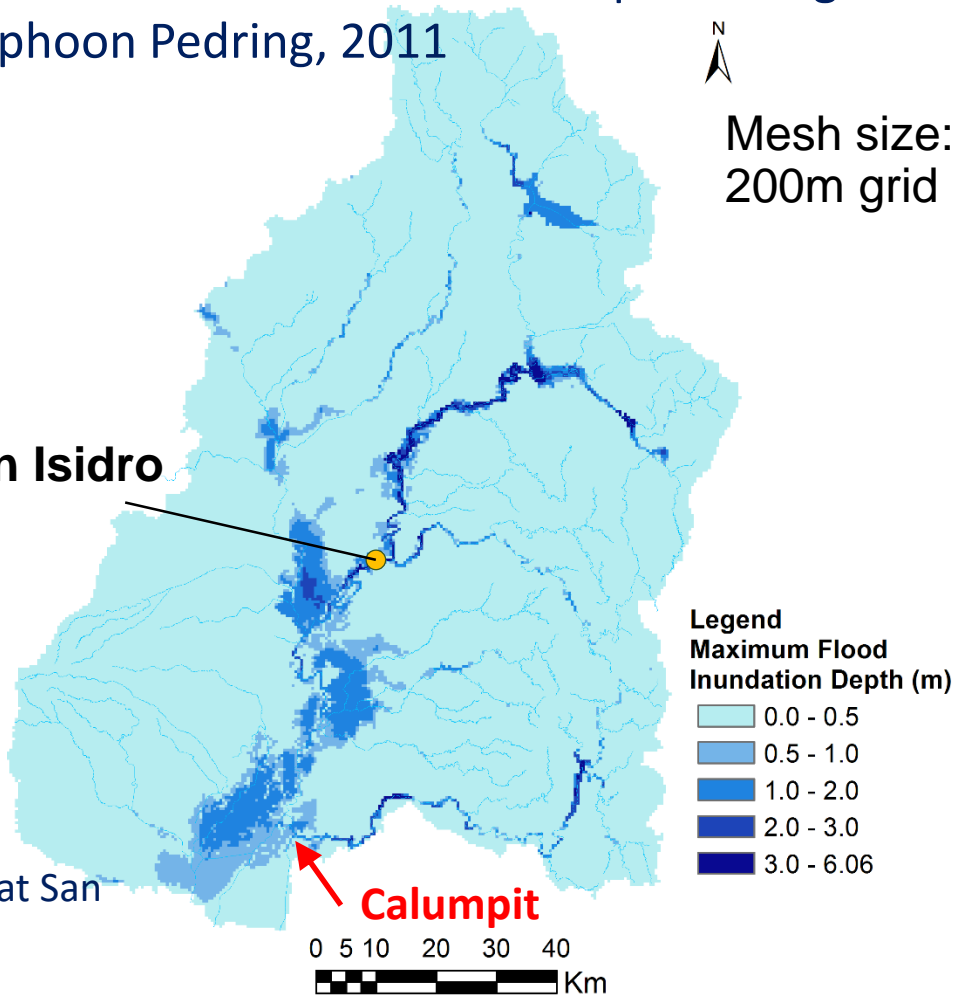 phoon Pedring, 2011
N
Mesh size:
200m grid
n Isidro
Legend
Maximum Flood
Inundation Depth (m)
0.0 - 0.5
0.5 - 1.0
1.0 - 2.0
2.0 - 3.0
3.0 - 6.06
at San
Calumpit
0 5 10 20 30 40
Km